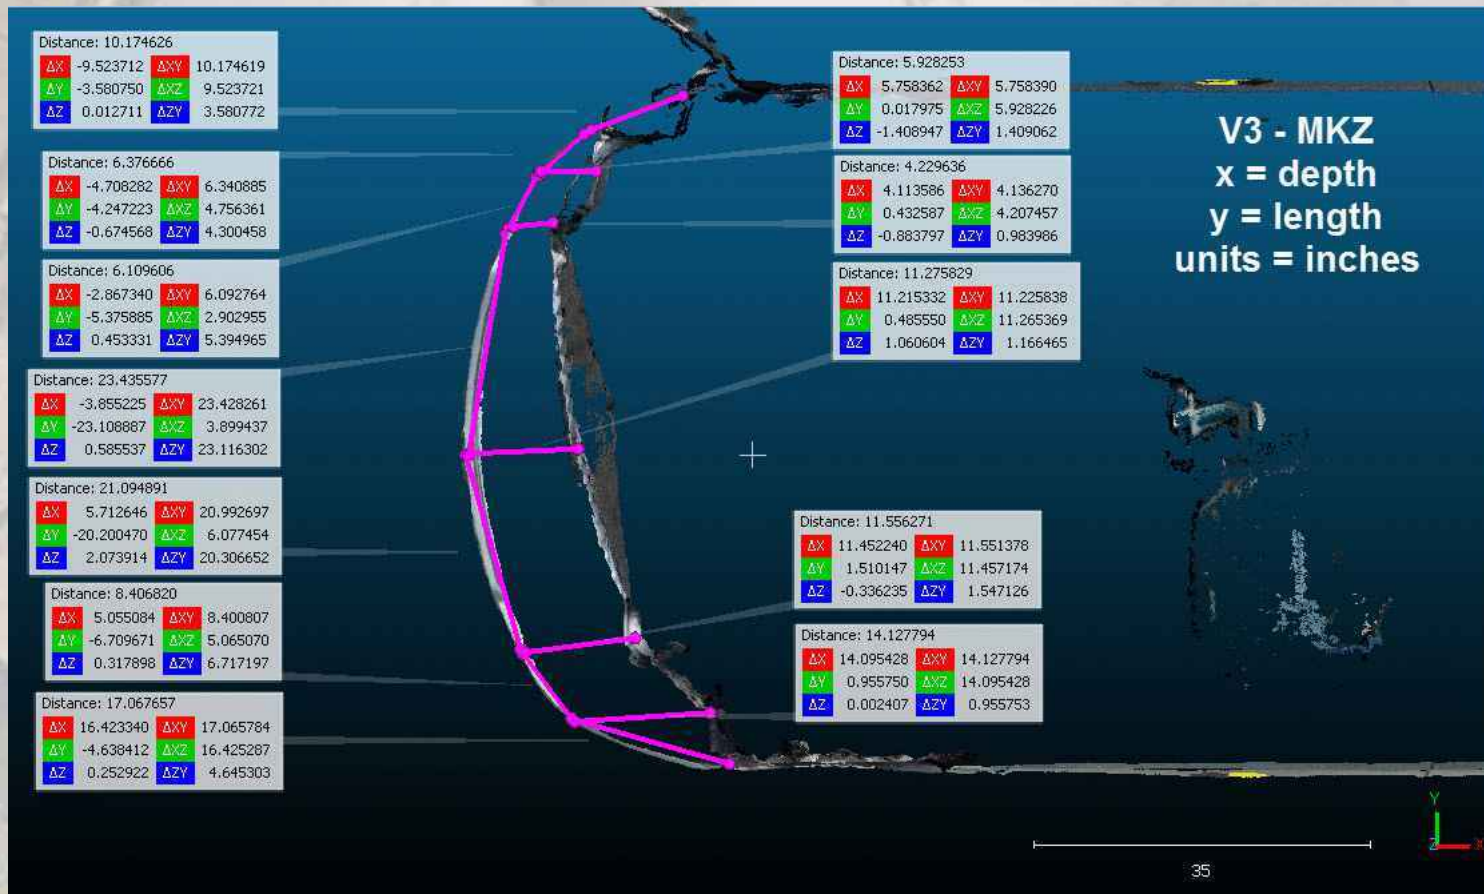 Distance: 10.174626
ΔX -9.523712 ΔXY 10.174619
ΔY -3.580750 ΔXZ 9.523721
ΔZ 0.012711 ΔZY 3.580772
Distance: 6.376666
ΔX -4.708282 ΔXY 6.340885
ΔY -4.247223 ΔXZ 4.756361
ΔZ -0.674568 ΔZY 4.300458
Distance: 6.109606
ΔX -2.867340 ΔXY 6.092764
ΔY -5.375885 ΔXZ 2.902955
ΔZ 0.453331 ΔZY 5.394965
Distance: 23.435577
ΔX -3.855225 ΔXY 23.428261
ΔY -23.108887 ΔXZ 3.899437
ΔZ 0.585537 ΔZY 23.116302
Distance: 21.094891
ΔX 5.712646 ΔXY 20.992697
ΔY -20.200470 ΔXZ 6.077454
ΔZ 2.073914 ΔZY 20.306652
Distance: 8.406820
ΔX 5.055084 ΔXY 8.400807
ΔY -6.709671 ΔXZ 5.065070
ΔZ 0.317898 ΔZY 6.717197
Distance: 17.067657
ΔX 16.423340 ΔXY 17.065784
ΔY -4.638412 ΔXZ 16.425287
ΔZ 0.252922 ΔZY 4.645303
Distance: 5.928253
ΔX 5.758362 ΔXY 5.758390
ΔY 0.017975 ΔXZ 5.928226
ΔZ -1.408947 ΔZY 1.409062
Distance: 4.229636
ΔX 4.113586 ΔXY 4.136270
ΔY 0.432587 ΔXZ 4.207457
ΔZ -0.883797 ΔZY 0.983986
Distance: 11.275829
ΔX 11.215332 ΔXY 11.225838
ΔY 0.485550 ΔXZ 11.265369
ΔZ 1.060604 ΔZY 1.166465
Distance: 11.556271
ΔX 11.452240 ΔXY 11.551378
ΔY 1.510147 ΔXZ 11.457174
ΔZ -0.336235 ΔZY 1.547126
Distance: 14.127794
ΔX 14.095428 ΔXY 14.127794
ΔY 0.955750 ΔXZ 14.095428
ΔZ 0.002407 ΔZY 0.955753
V3 - MKZ
x = depth
y = length
units = inches
Y
Z X
35